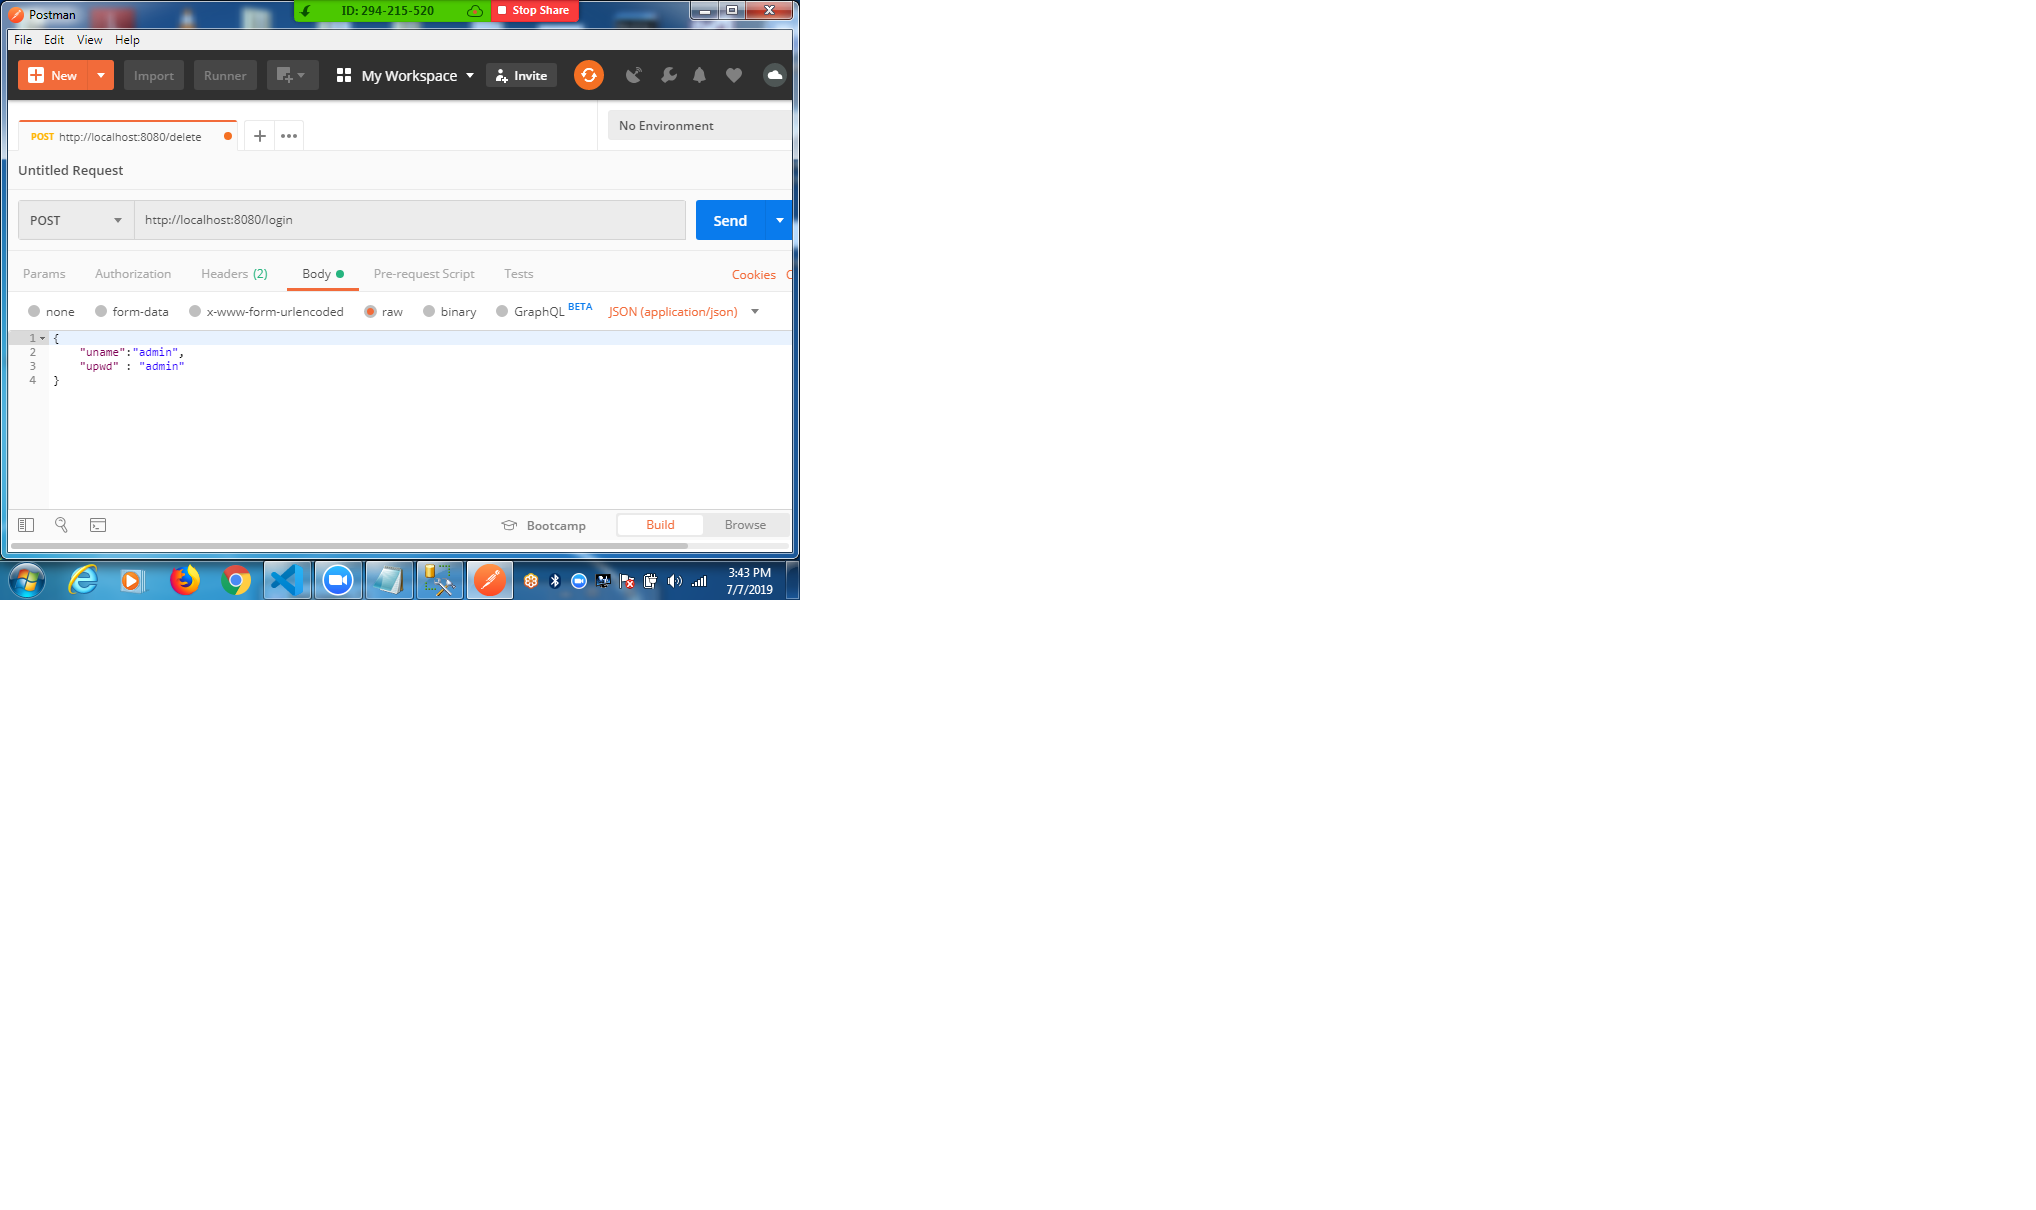 Postman
ID: 294-215-520
Stop Share
File Edit View Help
New Import Runner My Workspace Invite
POST http://localhost:8080/delete
No Environment
Untitled Request
POST http://localhost:8080/login Send
Params Authorization Headers (2) Body Pre-request Script Tests Cookies C
none form-data x-www-form-urlencoded raw binary GraphQL BETA JSON (application/json)
1 {
2 "uname":"admin",
3 "upwd" : "admin"
4 }
Bootcamp Build Browse
3:43 PM
7/7/2019